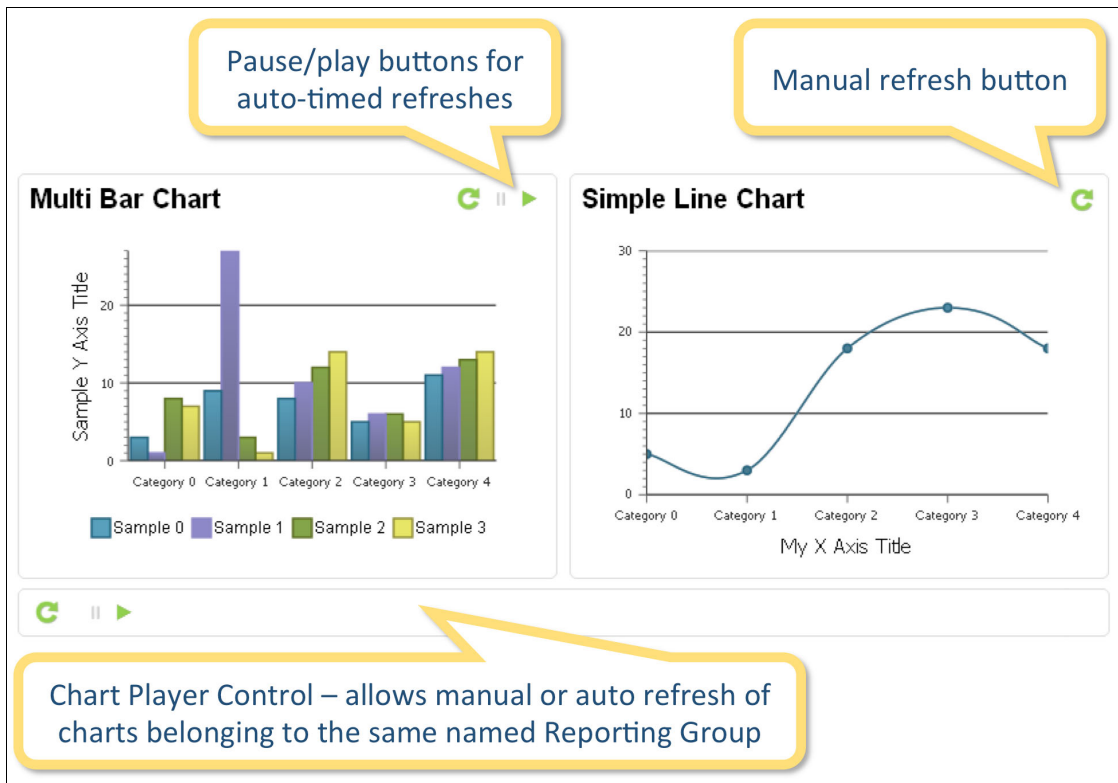 Pause/play buttons for
auto-timed refreshes
Manual refresh button
Multi Bar Chart
Sample Y Axis Title
20
10
0
Category 0 Category 1 Category 2 Category 3 Category 4
Sample 0 Sample 1 Sample 2 Sample 3
Simple Line Chart
30
20
10
0
Category 0 Category 1 Category 2 Category 3 Category 4
My X Axis Title
Chart Player Control – allows manual or auto refresh of
charts belonging to the same named Reporting Group